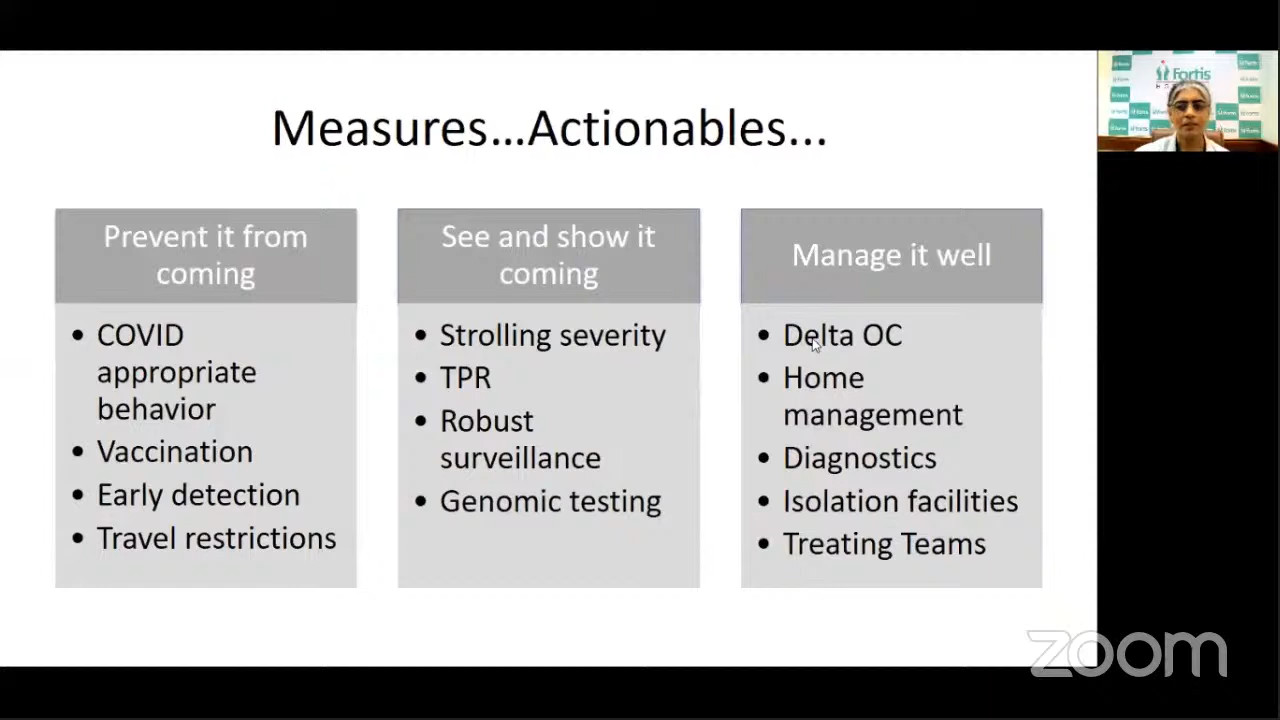 Measures...Actionables...
Prevent it from
coming
• COVID
appropriate
behavior
• Vaccination
• Early detection
• Travel restrictions
See and show it
coming
• Strolling severity
• TPR
• Robust
surveillance
• Genomic testing
Manage it well
• Delta OC
• Home
management
• Diagnostics
• Isolation facilities
• Treating Teams
Fortis
zoom